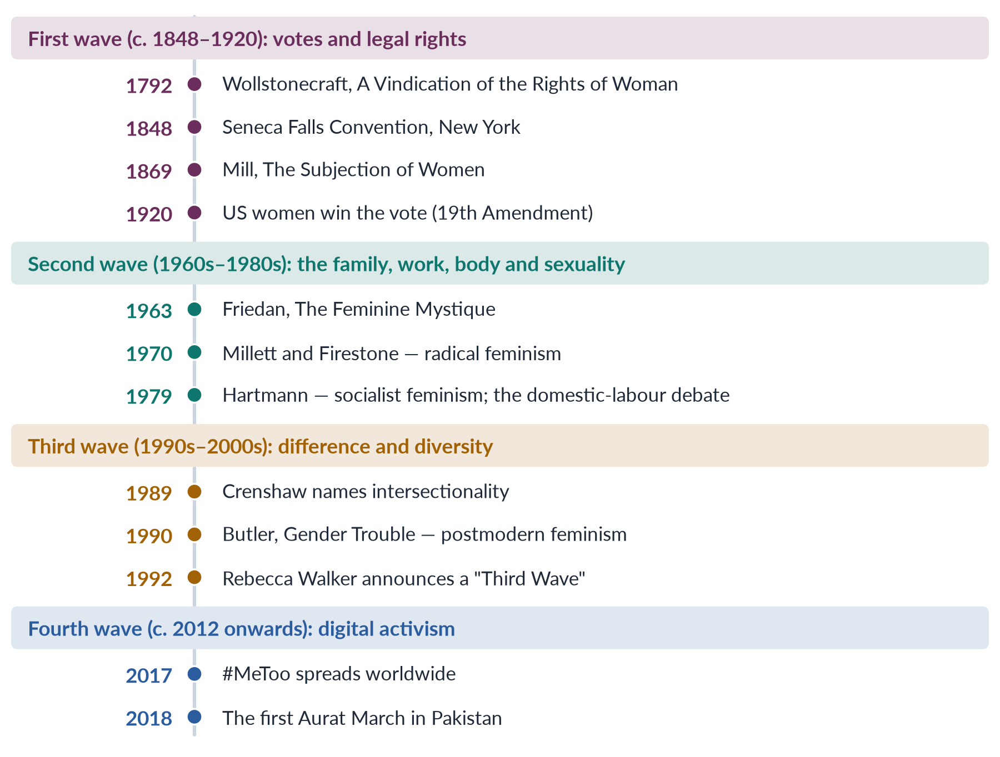 First wave (c. 1848–1920): votes and legal rights
1792 Wollstonecraft, A Vindication of the Rights of Woman
1848 Seneca Falls Convention, New York
1869 Mill, The Subjection of Women
1920 US women win the vote (19th Amendment)
Second wave (1960s–1980s): the family, work, body and sexuality
1963 Friedan, The Feminine Mystique
1970 Millett and Firestone — radical feminism
1979 Hartmann — socialist feminism; the domestic-labour debate
Third wave (1990s–2000s): difference and diversity
1989 Crenshaw names intersectionality
1990 Butler, Gender Trouble — postmodern feminism
1992 Rebecca Walker announces a "Third Wave"
Fourth wave (c. 2012 onwards): digital activism
2017 #MeToo spreads worldwide
2018 The first Aurat March in Pakistan